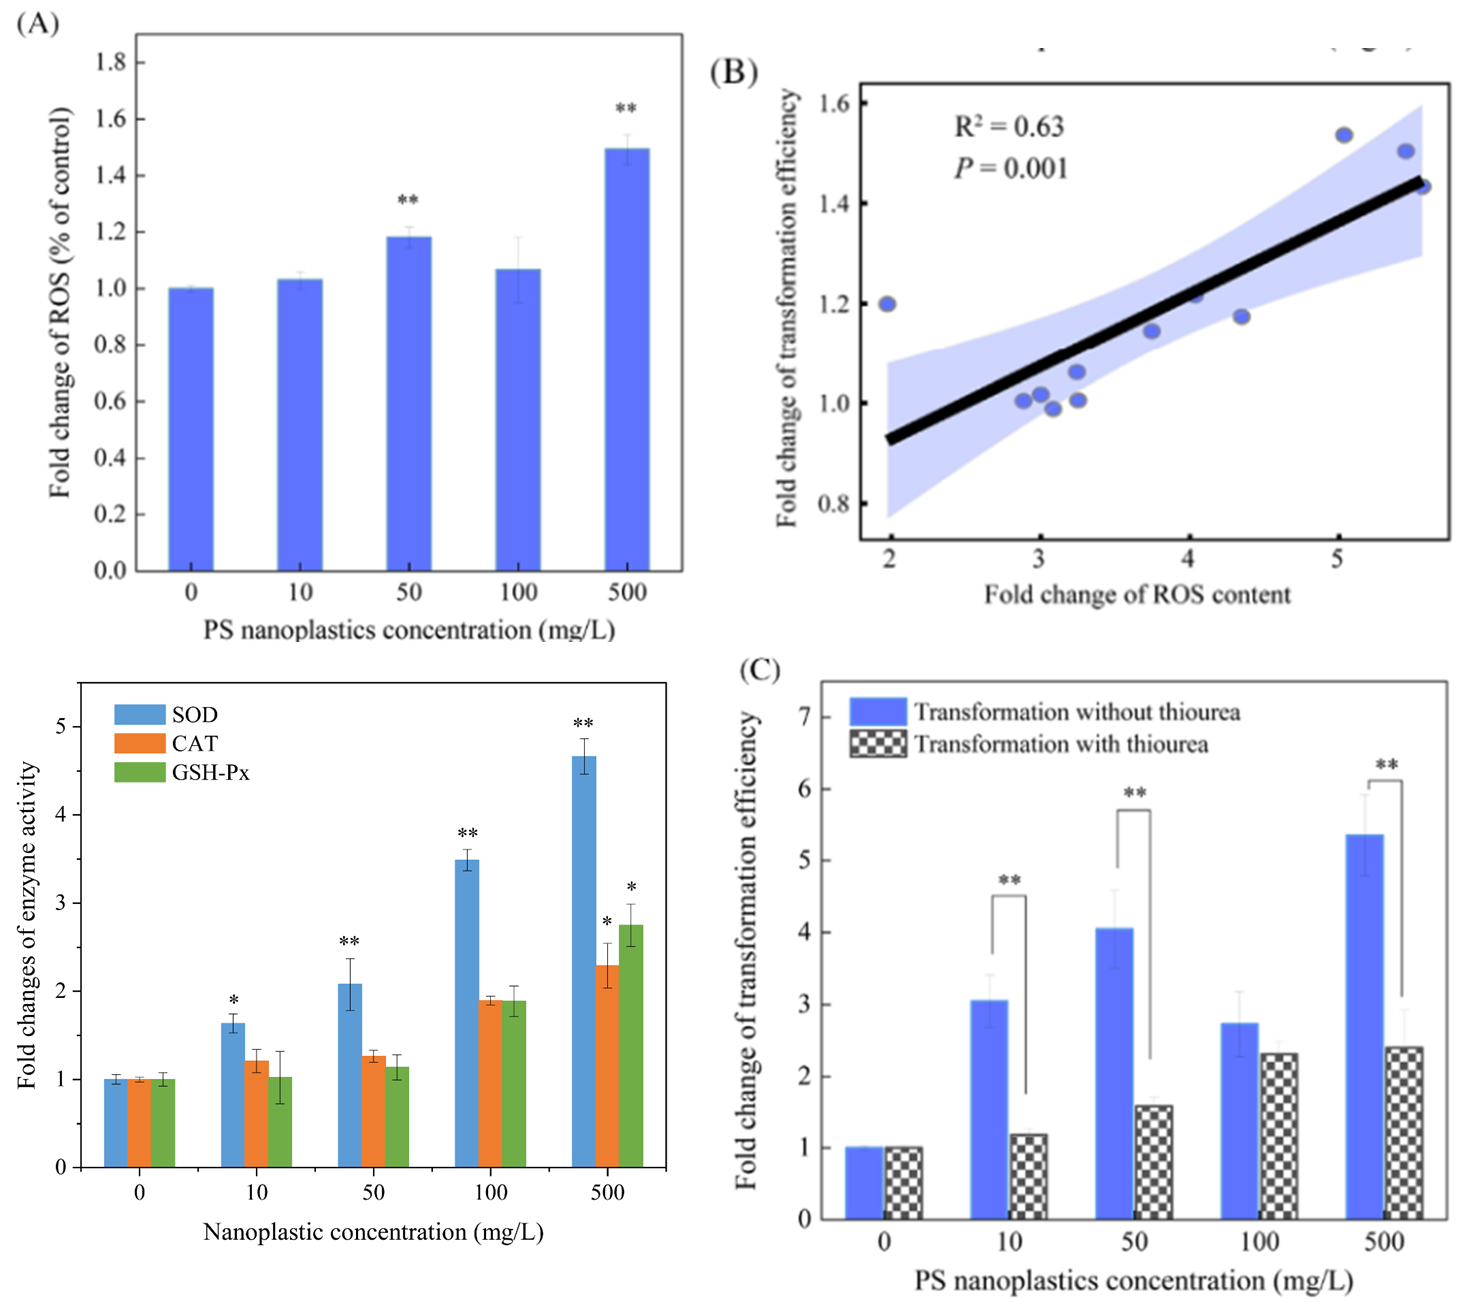 (A)
Fold change of ROS (% of control)
1.8
1.6
1.4
1.2
1.0
0.8
0.6
0.4
0.2
0.0
**
**
0 10 50 100 500
PS nanoplastics concentration (mg/L)
(B)
Fold change of transformation efficiency
1.6
1.4
1.2
1.0
0.8
R² = 0.63
P = 0.001
2 3 4 5
Fold change of ROS content
Fold changes of enzyme activity
5
4
3
2
1
0
SOD
CAT
GSH-Px
*
**
**
**
*
*
0 10 50 100 500
Nanoplastic concentration (mg/L)
(C)
Fold change of transformation efficiency
7
6
5
4
3
2
1
0
Transformation without thiourea
Transformation with thiourea
**
**
**
0 10 50 100 500
PS nanoplastics concentration (mg/L)